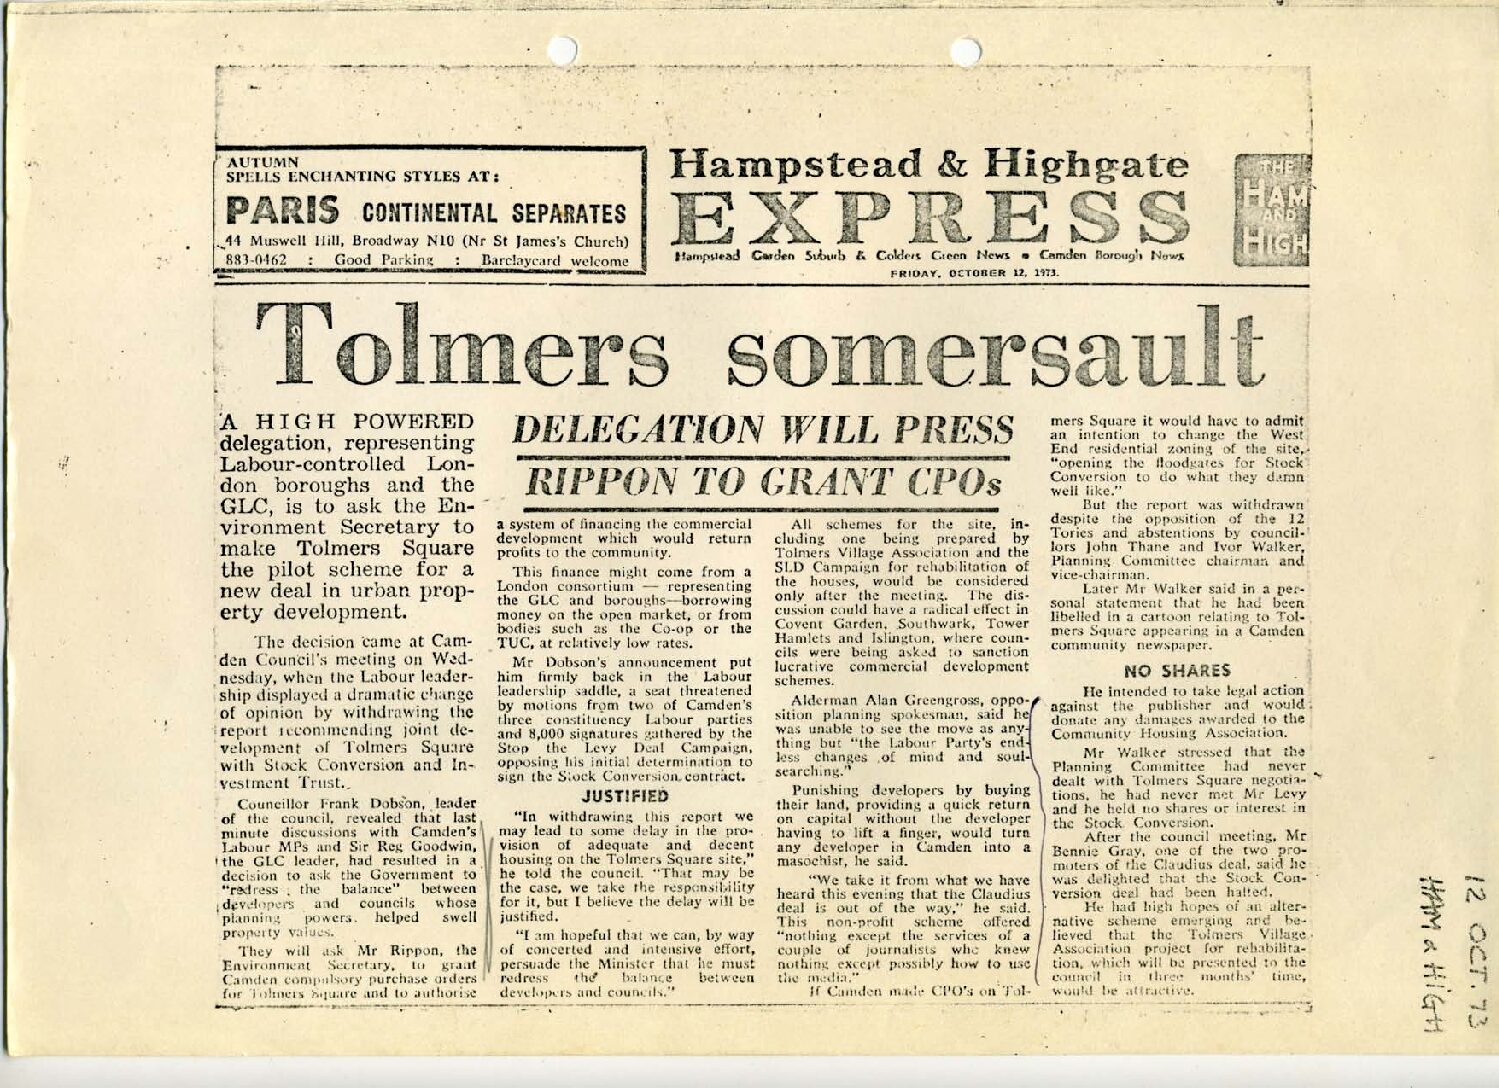 AUTUMN
SPELLS ENCHANTING STYLES AT:
PARIS CONTINENTAL SEPARATES
44 Muswell Hill, Broadway N10 (Nr St James's Church)
883-0462 : Good Parking : Barclaycard welcome
Hampstead & Highgate
EXPRESS
Hampstead Garden Suburb & Golders Green News • Camden Borough News
FRIDAY, OCTOBER 12, 1973.
THE
HAM
AND
HIGH
Tolmers somersault
DELEGATION WILL PRESS
RIPPON TO GRANT CPOs
A HIGH POWERED
delegation, representing
Labour-controlled Lon-
don boroughs and the
GLC, is to ask the En-
vironment Secretary to
make Tolmers Square
the pilot scheme for a
new deal in urban prop-
erty development.
The decision came at Cam-
den Council's meeting on Wed-
nesday, when the Labour leader-
ship displayed a dramatic change
of opinion by withdrawing the
report recommending joint de-
velopment of Tolmers Square
with Stock Conversion and In-
vestment Trust.
Councillor Frank Dobson, leader
of the council, revealed that last
minute discussions with Camden's
Labour MPs and Sir Reg Goodwin,
the GLC leader, had resulted in a
decision to ask the Government to
"redress the balance" between
developers and councils whose
planning powers helped swell
property values.
They will ask Mr Rippon, the
Environment Secretary, to grant
Camden compulsory purchase orders
for Tolmers Square and to authorise
a system of financing the commercial
development which would return
profits to the community.
This finance might come from a
London consortium — representing
the GLC and boroughs—borrowing
money on the open market, or from
bodies such as the Co-op or the
TUC, at relatively low rates.
Mr Dobson's announcement put
him firmly back in the Labour
leadership saddle, a seat threatened
by motions from two of Camden's
three constituency Labour parties
and 8,000 signatures gathered by the
Stop the Levy Deal Campaign,
opposing his initial determination to
sign the Stock Conversion contract.
JUSTIFIED
"In withdrawing this report we
may lead to some delay in the pro-
vision of adequate and decent
housing on the Tolmers Square site,"
he told the council. "That may be
the case, we take the responsibility
for it, but I believe the delay will be
justified.
"I am hopeful that we can, by way
of concerted and intensive effort,
persuade the Minister that he must
redress the balance between
developers and councils."
All schemes for the site, in-
cluding one being prepared by
Tolmers Village Association and the
SLD Campaign for rehabilitation of
the houses, would be considered
only after the meeting. The dis-
cussion could have a radical effect in
Covent Garden, Southwark, Tower
Hamlets and Islington, where coun-
cils were being asked to sanction
lucrative commercial development
schemes.
Alderman Alan Greengross, oppo-
sition planning spokesman, said he
was unable to see the move as any-
thing but "the Labour Party's end-
less changes of mind and soul-
searching."
Punishing developers by buying
their land, providing a quick return
on capital without the developer
having to lift a finger, would turn
any developer in Camden into a
masochist, he said.
"We take it from what we have
heard this evening that the Claudius
deal is out of the way," he said.
This non-profit scheme offered
"nothing except the services of a
couple of journalists who knew
nothing except possibly how to use
the media."
If Camden made CPO's on Tol-
mers Square it would have to admit
an intention to change the West
End residential zoning of the site,
"opening the floodgates for Stock
Conversion to do what they damn
well like."
But the report was withdrawn
despite the opposition of the 12
Tories and abstentions by council-
lors John Thane and Ivor Walker,
Planning Committee chairman and
vice-chairman.
Later Mr Walker said in a per-
sonal statement that he had been
libelled in a cartoon relating to Tol-
mers Square appearing in a Camden
community newspaper.
NO SHARES
He intended to take legal action
against the publisher and would
donate any damages awarded to the
Community Housing Association.
Mr Walker stressed that the
Planning Committee had never
dealt with Tolmers Square negotia-
tions, he had never met Mr Levy
and he held no shares or interest in
the Stock Conversion.
After the council meeting, Mr
Bennie Gray, one of the two pro-
moters of the Claudius deal, said he
was delighted that the Stock Con-
version deal had been halted.
He had high hopes of an alter-
native scheme emerging and be-
lieved that the Tolmers Village
Association project for rehabilita-
tion, which will be presented to the
council in three months' time,
would be attractive.
12 OCT. 73
HAM & HIGH